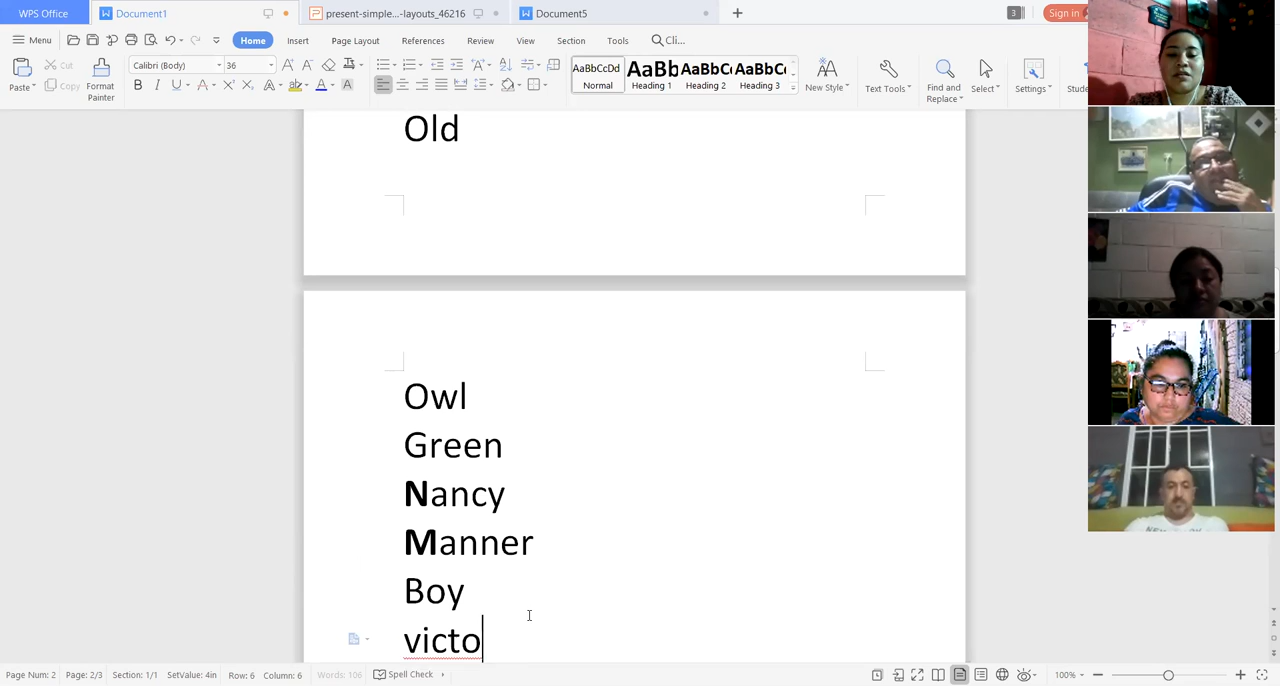 WPS Office
Document1
present-simple...-layouts_46216
Document5
3
Sign in
Menu
Home
Insert
Page Layout
References
Review
View
Section
Tools
Cli...
Paste
Cut
Copy
Format Painter
Calibri (Body)
36
AaBbCcDd
Normal
AaBb
Heading 1
AaBbC
Heading 2
AaBbC
Heading 3
New Style
Text Tools
Find and Replace
Select
Settings
Old
Owl
Green
Nancy
Manner
Boy
victo
Page Num: 2
Page: 2/3
Section: 1/1
SetValue: 4in
Row: 6
Column: 6
Words: 106
Spell Check
100%